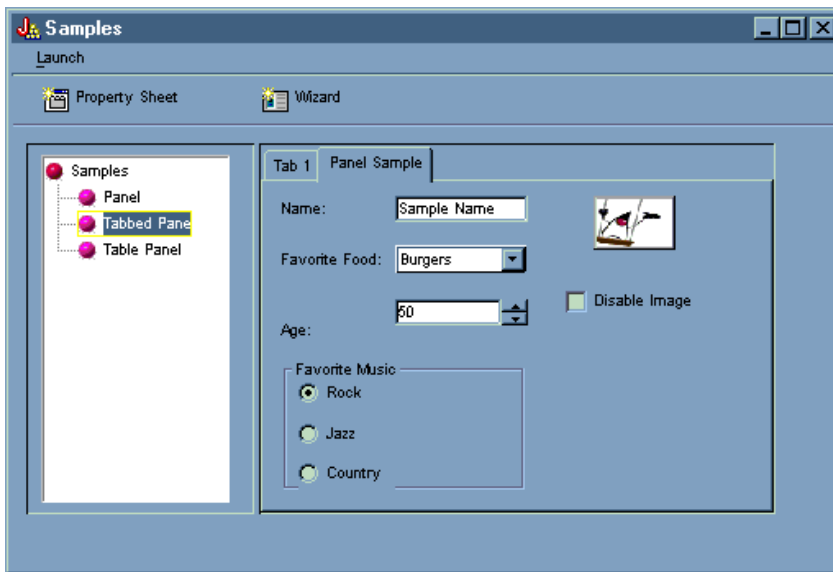 Samples
Launch
Property Sheet
Wizard
Samples
Panel
Tabbed Pane
Table Panel
Tab 1
Panel Sample
Name:
Sample Name
Favorite Food:
Burgers
Age:
50
Disable Image
Favorite Music
Rock
Jazz
Country